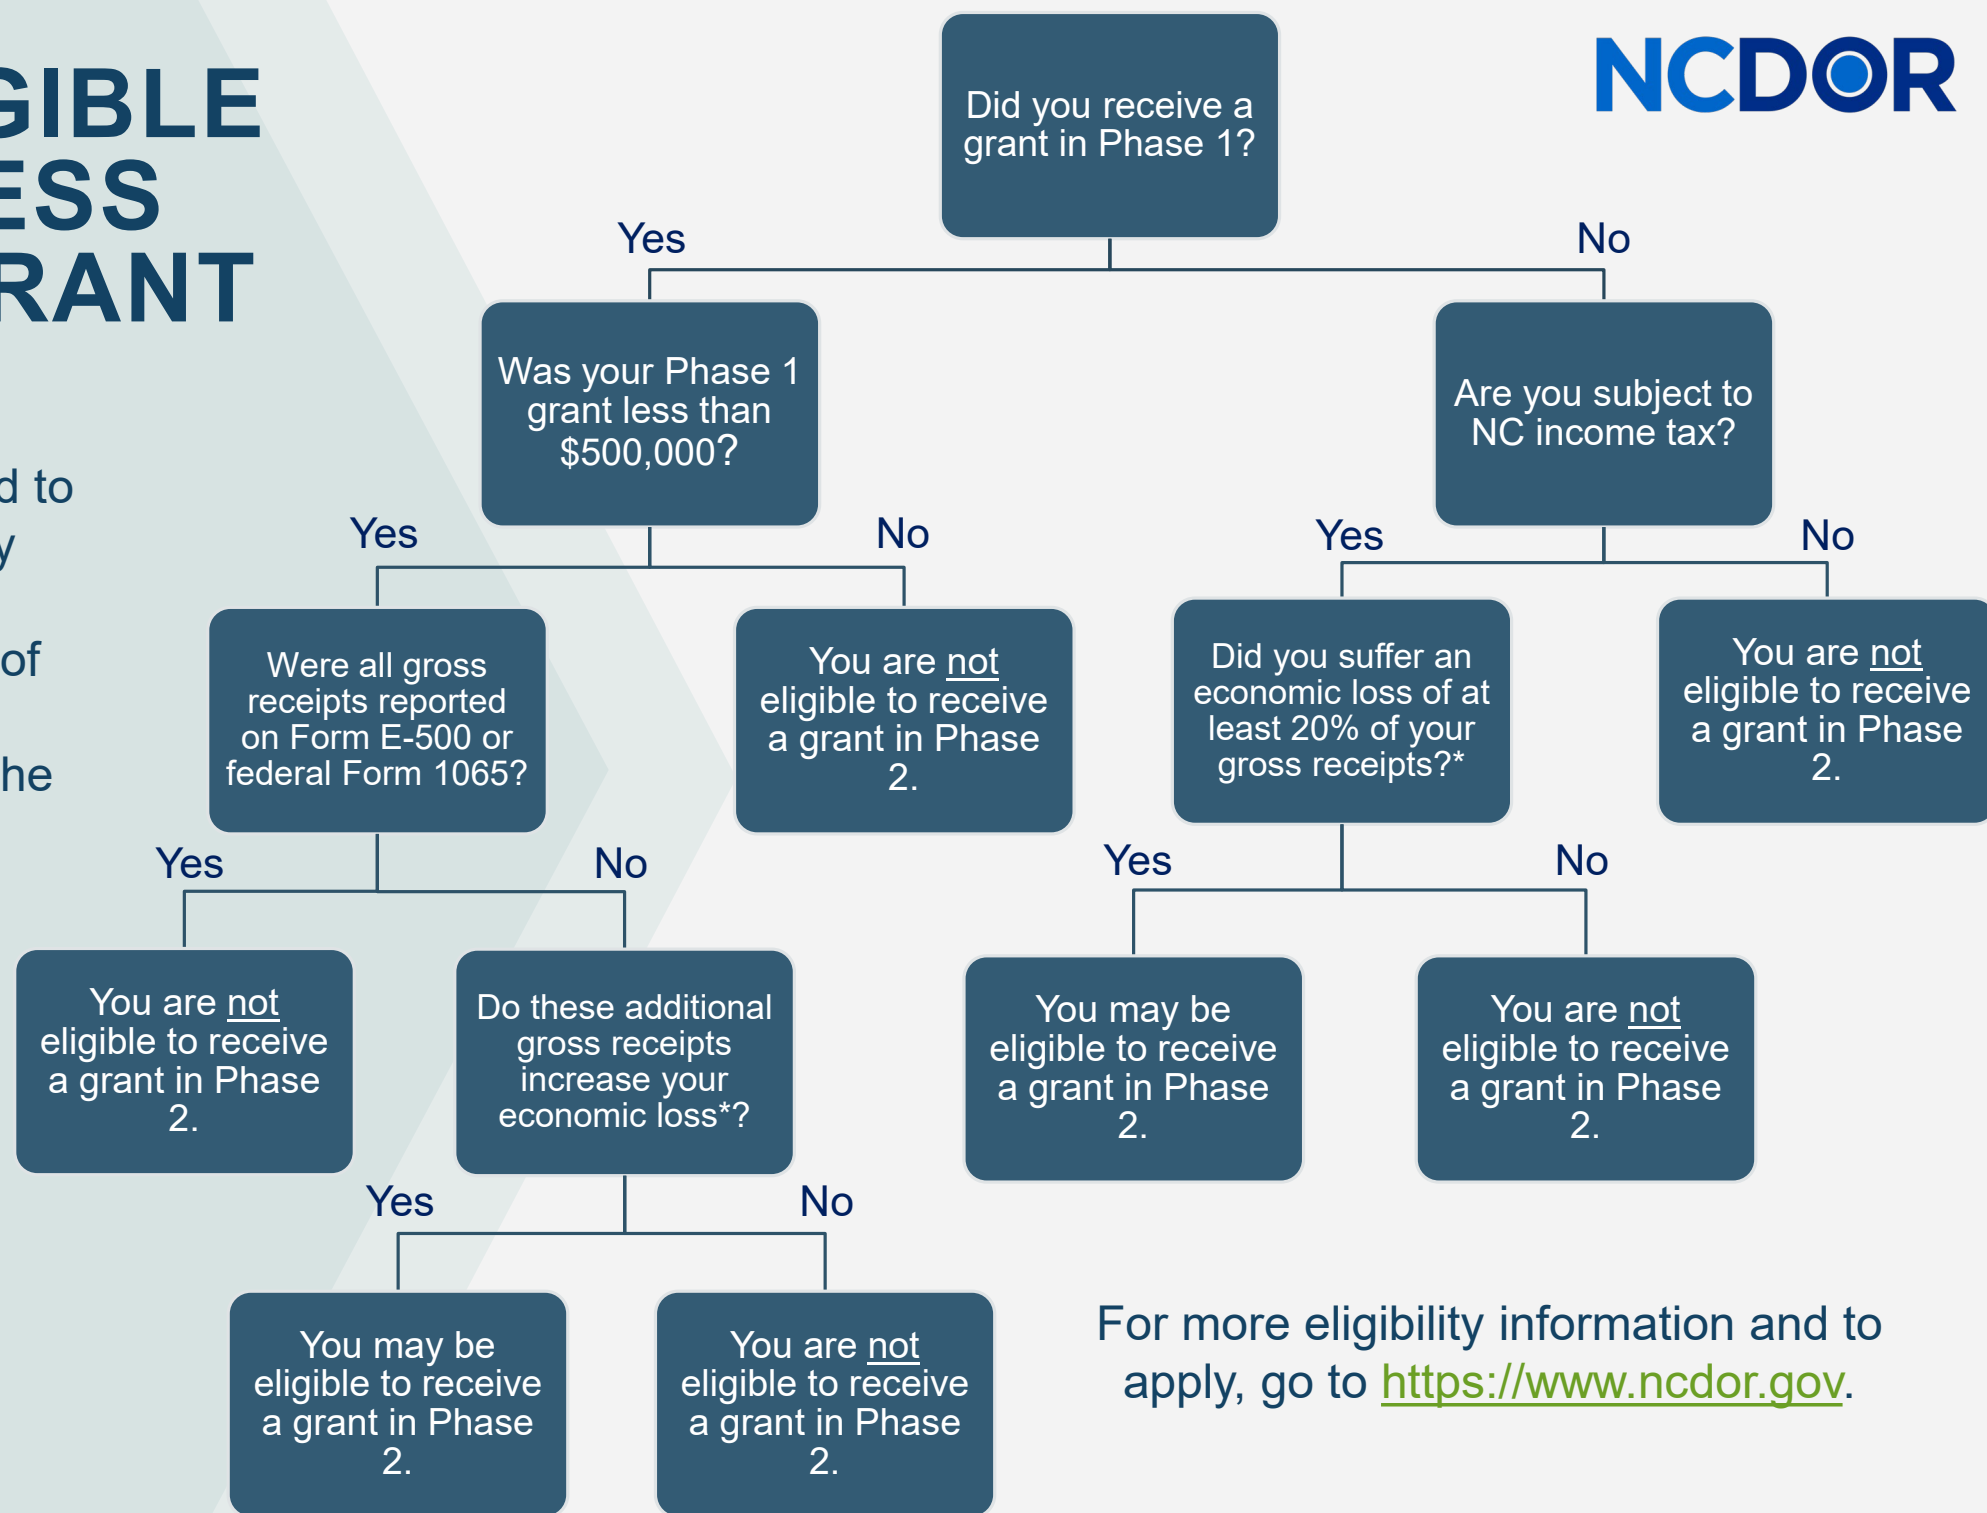 GIBLE
ESS
RANT
d to
y
of
he
NCDOR
Did you receive a
grant in Phase 1?
Yes
No
Was your Phase 1
grant less than
$500,000?
Are you subject to
NC income tax?
Yes
No
Yes
No
Were all gross
receipts reported
on Form E-500 or
federal Form 1065?
You are not
eligible to receive
a grant in Phase
2.
Did you suffer an
economic loss of at
least 20% of your
gross receipts?*
You are not
eligible to receive
a grant in Phase
2.
Yes
No
Yes
No
You are not
eligible to receive
a grant in Phase
2.
Do these additional
gross receipts
increase your
economic loss*?
You may be
eligible to receive
a grant in Phase
2.
You are not
eligible to receive
a grant in Phase
2.
Yes
No
You may be
eligible to receive
a grant in Phase
2.
You are not
eligible to receive
a grant in Phase
2.
For more eligibility information and to
apply, go to https://www.ncdor.gov.